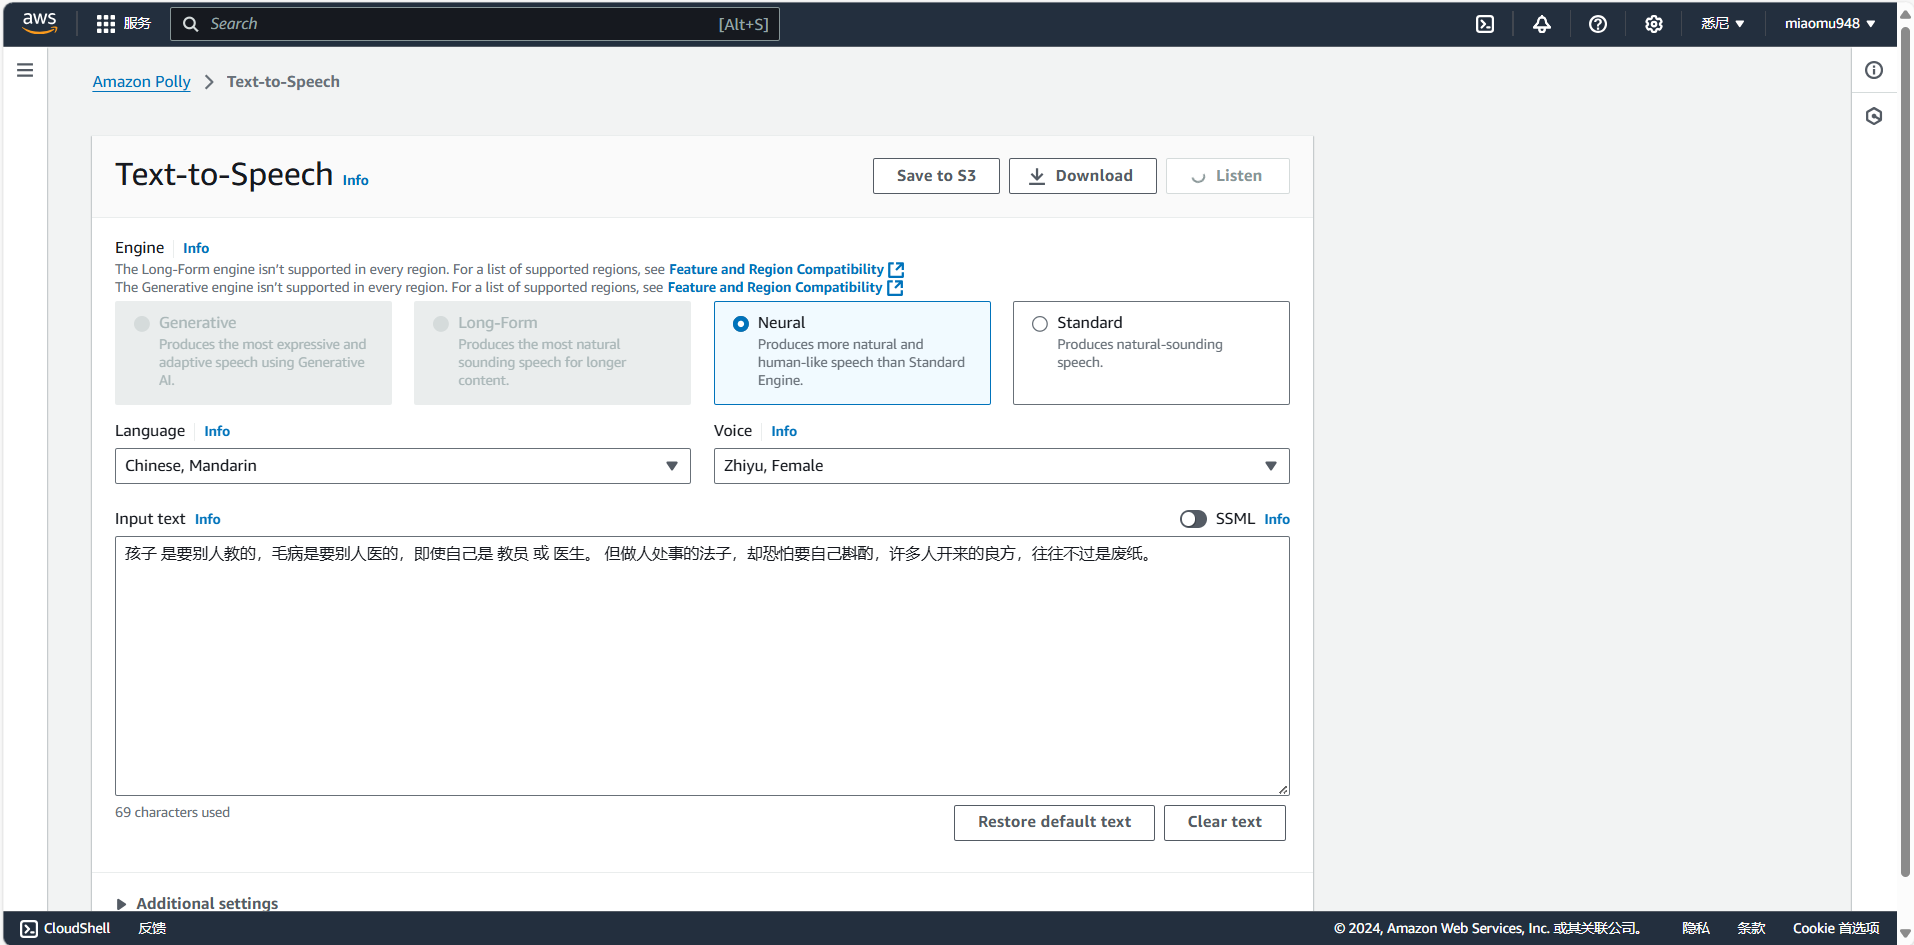 aws
服务
Search
[Alt+S]
悉尼
miaomu948
Amazon Polly
Text-to-Speech
Text-to-Speech
Info
Save to S3
Download
Listen
Engine
Info
The Long-Form engine isn't supported in every region. For a list of supported regions, see Feature and Region Compatibility
The Generative engine isn't supported in every region. For a list of supported regions, see Feature and Region Compatibility
Generative
Produces the most expressive and
adaptive speech using Generative
AI.
Long-Form
Produces the most natural
sounding speech for longer
content.
Neural
Produces more natural and
human-like speech than Standard
Engine.
Standard
Produces natural-sounding
speech.
Language
Info
Voice
Info
Chinese, Mandarin
Zhiyu, Female
Input text
Info
SSML
Info
孩子 是要别人教的，毛病是要别人医的，即使自己是 教员 或 医生。 但做人处事的法子，却恐怕要自己斟酌，许多人开来的良方，往往不过是废纸。
69 characters used
Restore default text
Clear text
Additional settings
CloudShell
反馈
© 2024, Amazon Web Services, Inc. 或其关联公司。
隐私
条款
Cookie 首选项